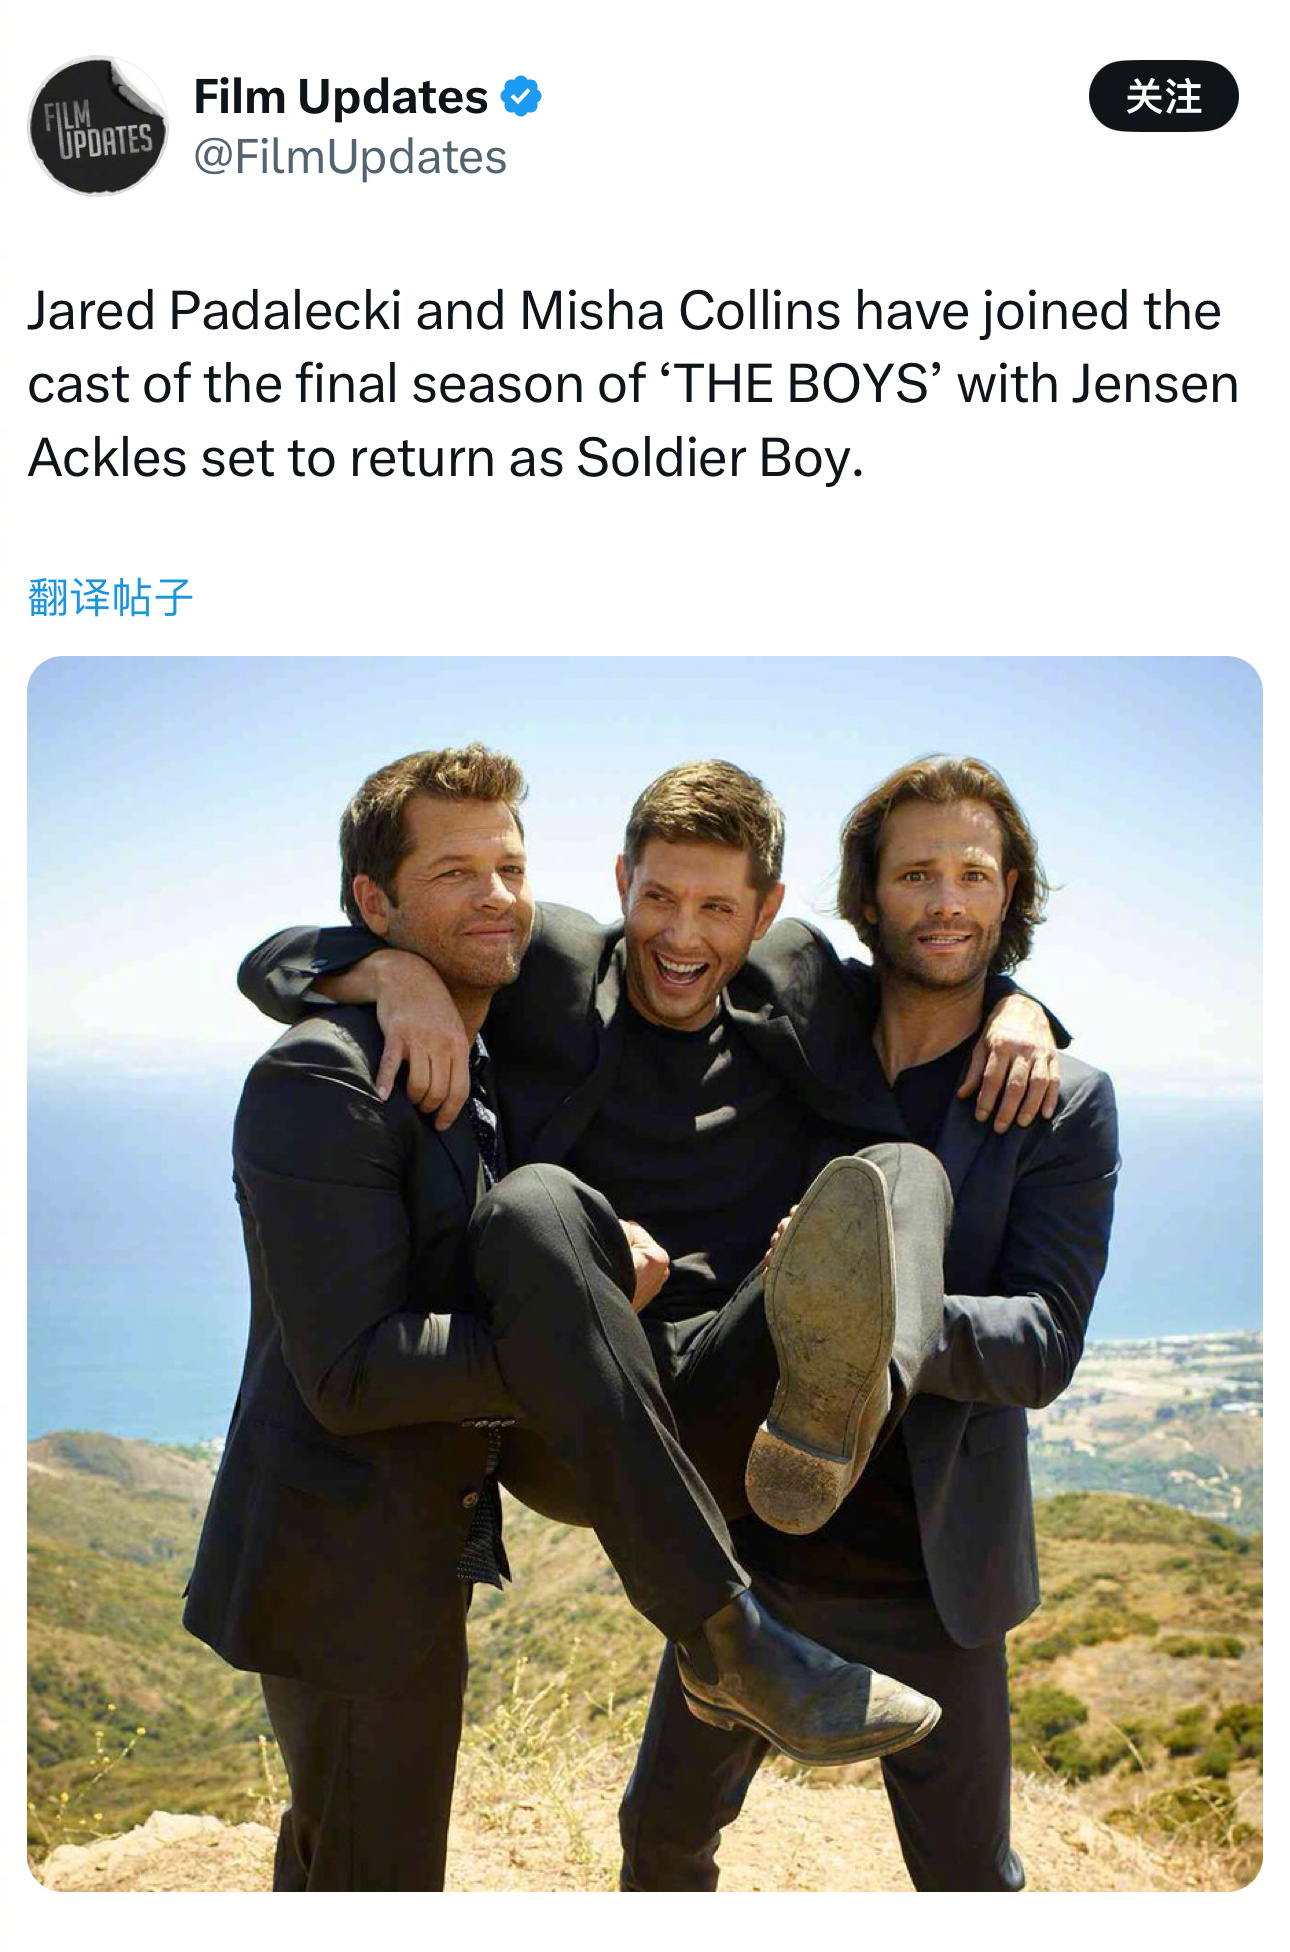 FILM
UPDATES
Film Updates
关注
@FilmUpdates
Jared Padalecki and Misha Collins have joined the
cast of the final season of ‘THE BOYS’ with Jensen
Ackles set to return as Soldier Boy.
翻译帖子